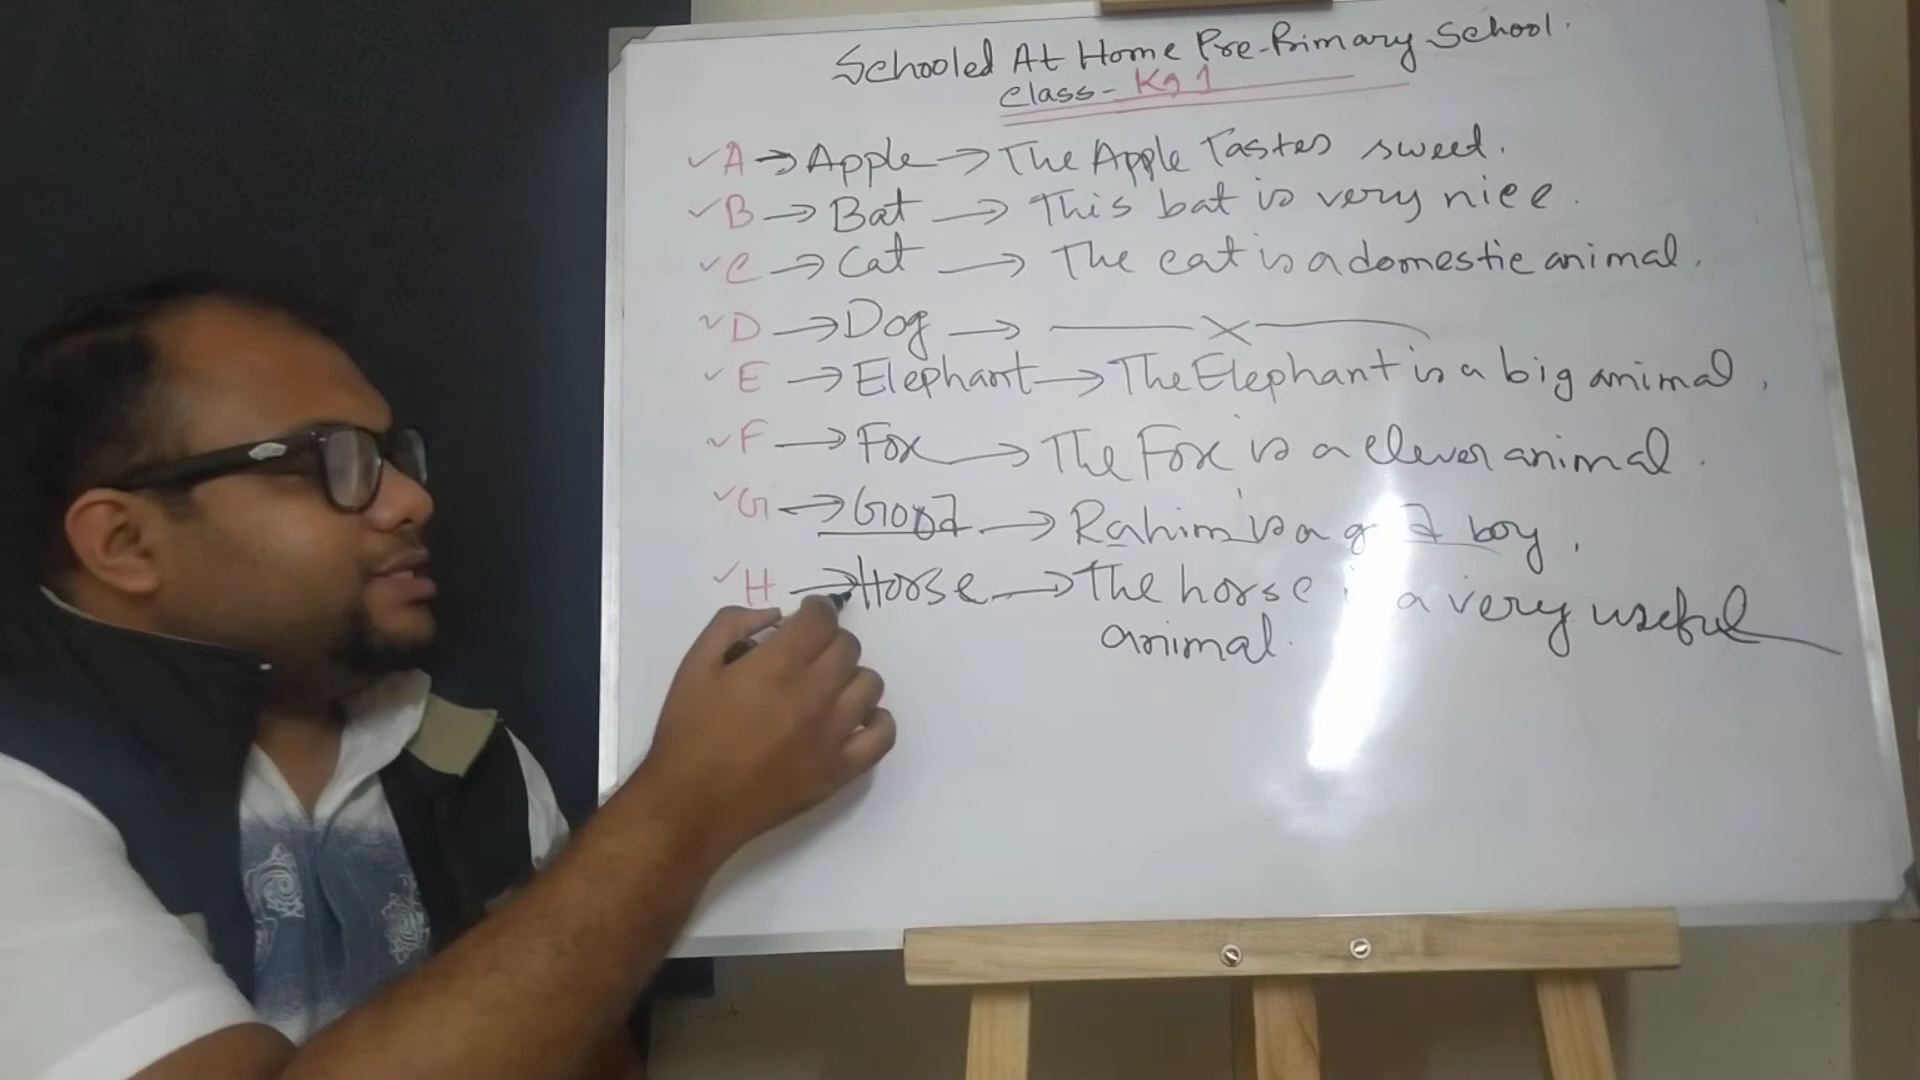 Schooled At Home Pre-Primary School.
Class- Kg 1
✓ A → Apple → The Apple Tastes sweet.
✓ B → Bat → This bat is very nice.
✓ C → Cat → The cat is a domestic animal.
✓ D → Dog → —— X ——
✓ E → Elephant → The Elephant is a big animal.
✓ F → Fox → The Fox is a clever animal.
✓ G → Good → Rahim is a g d boy.
✓ H → Horse → The horse i a very useful
animal.